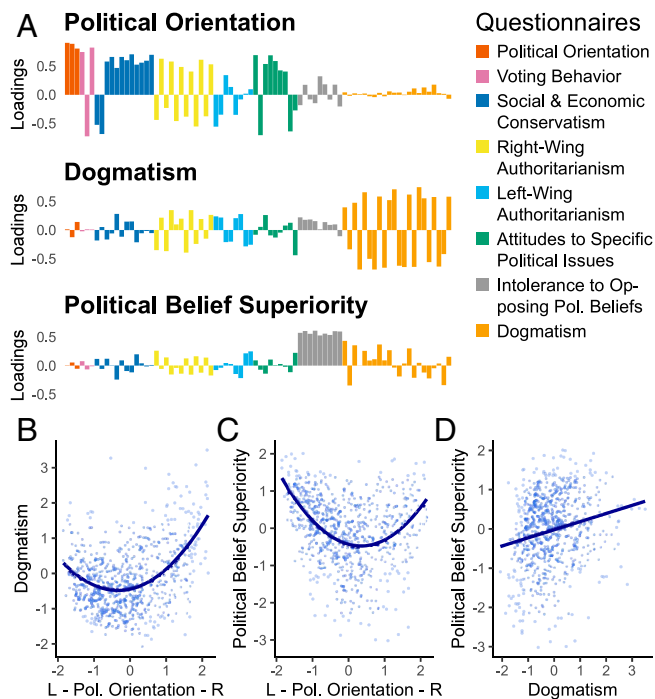 A
Political Orientation
Loadings
0.5
0.0
-0.5
Dogmatism
Loadings
0.5
0.0
-0.5
Political Belief Superiority
Loadings
0.5
0.0
-0.5
Questionnaires
Political Orientation
Voting Behavior
Social & Economic
Conservatism
Right-Wing
Authoritarianism
Left-Wing
Authoritarianism
Attitudes to Specific
Political Issues
Intolerance to Op-
posing Pol. Beliefs
Dogmatism
B
Dogmatism
3
2
1
0
-1
-2
-2 -1 0 1 2
L - Pol. Orientation - R
C
Political Belief Superiority
2
1
0
-1
-2
-3
-2 -1 0 1 2
L - Pol. Orientation - R
D
Political Belief Superiority
2
1
0
-1
-2
-3
-2 -1 0 1 2 3
Dogmatism